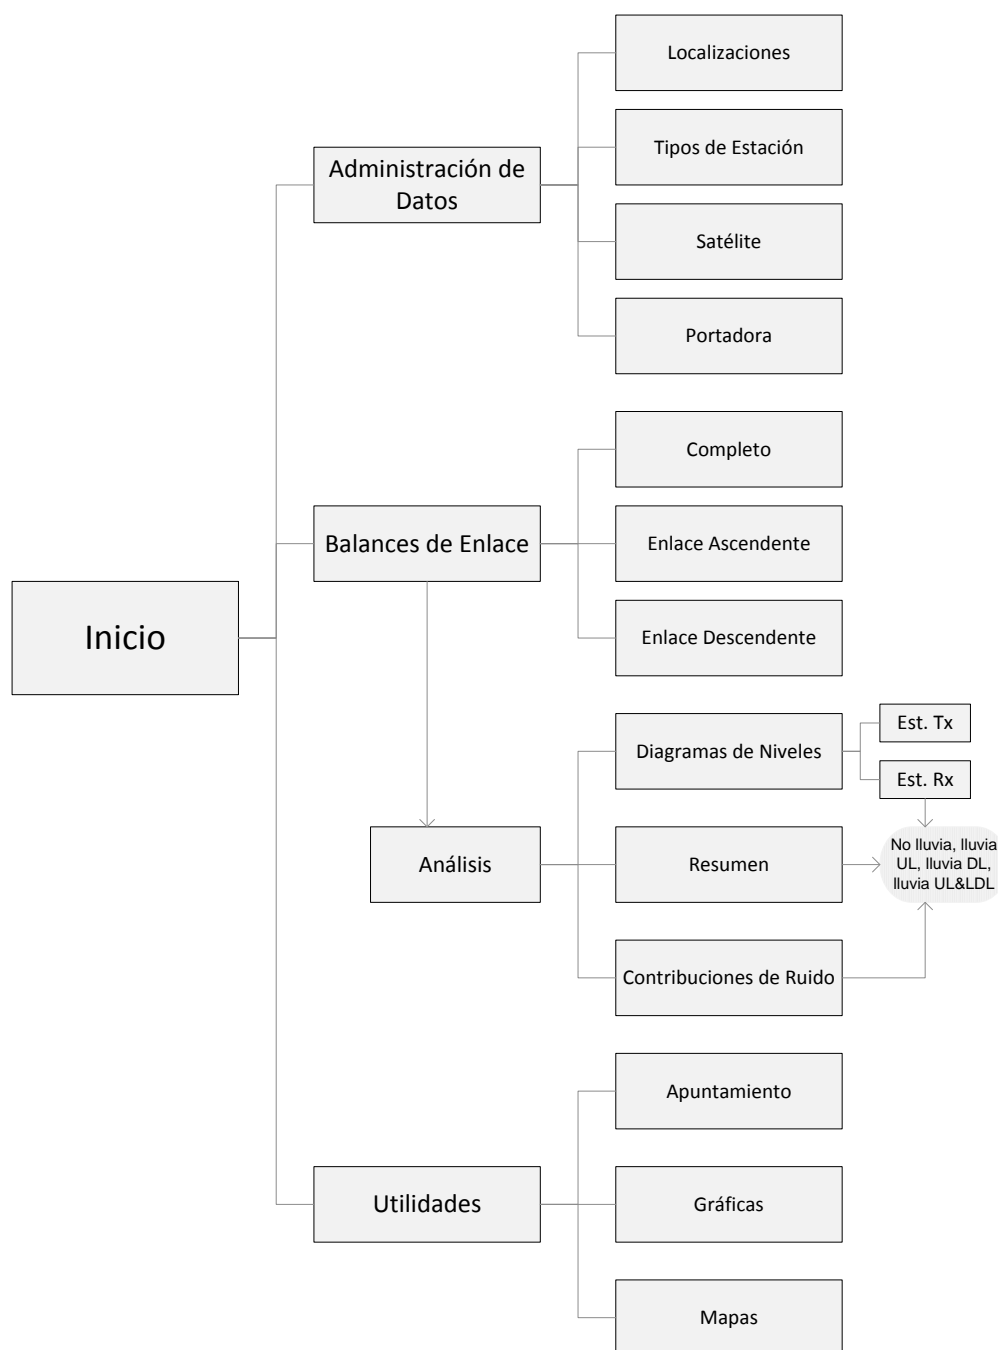 Inicio
Administración de
Datos
Localizaciones
Tipos de Estación
Satélite
Portadora
Balances de Enlace
Completo
Enlace Ascendente
Enlace Descendente
Análisis
Diagramas de Niveles
Est. Tx
Est. Rx
Resumen
No lluvia, lluvia
UL, lluvia DL,
lluvia UL&LDL
Contribuciones de Ruido
Utilidades
Apuntamiento
Gráficas
Mapas